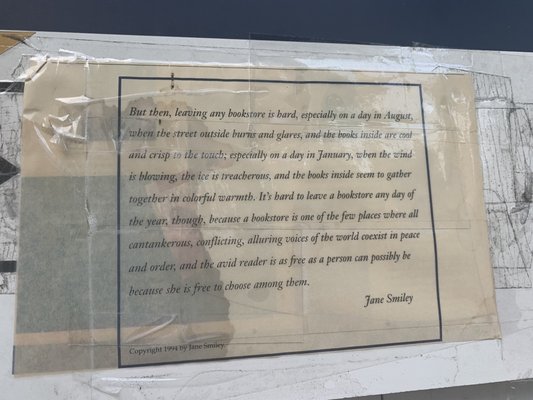 But then, leaving any bookstore is hard, especially on a day in August,
when the street outside burns and glares, and the books inside are cool
and crisp to the touch; especially on a day in January, when the wind
is blowing, the ice is treacherous, and the books inside seem to gather
together in colorful warmth. It's hard to leave a bookstore any day of
the year, though, because a bookstore is one of the few places where all
cantankerous, conflicting, alluring voices of the world coexist in peace
and order, and the avid reader is as free as a person can possibly be
because she is free to choose among them.
Jane Smiley
Copyright 1994 by Jane Smiley